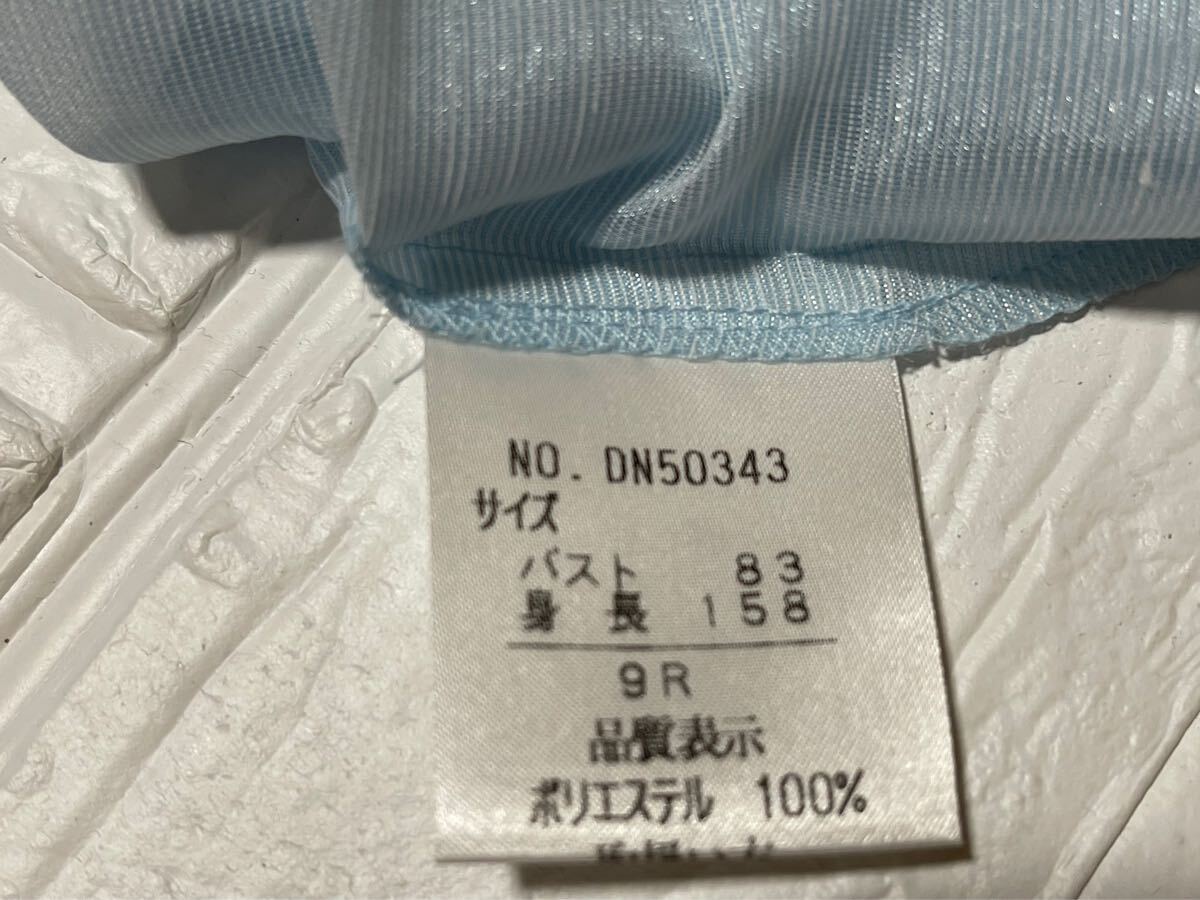 NO. DN50343
サイズ
バスト 83
身長 158
9R
品質表示
ポリエステル 100%